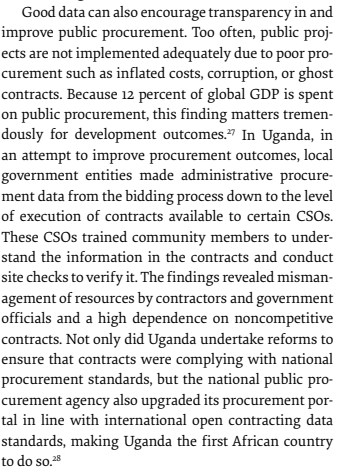 Good data can also encourage transparency in and
improve public procurement. Too often, public proj-
ects are not implemented adequately due to poor pro-
curement such as inflated costs, corruption, or ghost
contracts. Because 12 percent of global GDP is spent
on public procurement, this finding matters tremen-
dously for development outcomes.²⁷ In Uganda, in
an attempt to improve procurement outcomes, local
government entities made administrative procure-
ment data from the bidding process down to the level
of execution of contracts available to certain CSOs.
These CSOs trained community members to under-
stand the information in the contracts and conduct
site checks to verify it. The findings revealed misman-
agement of resources by contractors and government
officials and a high dependence on noncompetitive
contracts. Not only did Uganda undertake reforms to
ensure that contracts were complying with national
procurement standards, but the national public pro-
curement agency also upgraded its procurement por-
tal in line with international open contracting data
standards, making Uganda the first African country
to do so.²⁸